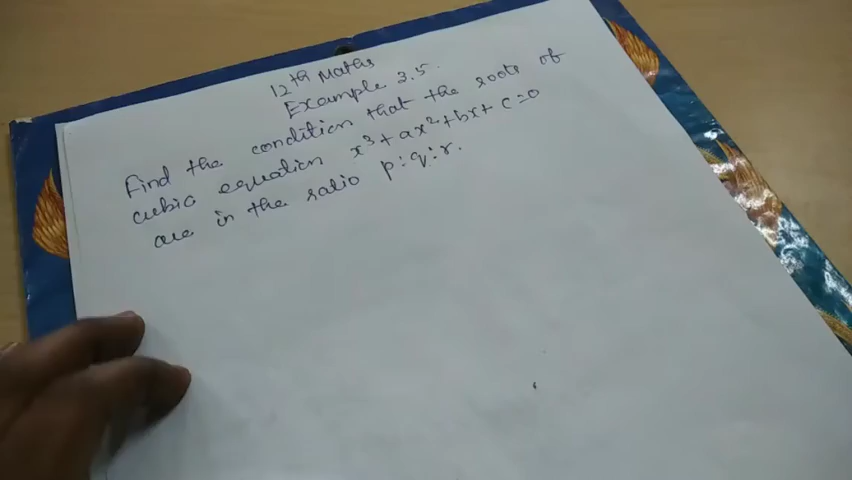 12th Maths
Example 3.5.
Find the condition that the roots of
cubic equation x³ + ax² + bx + c = 0
are in the ratio p:q:r.